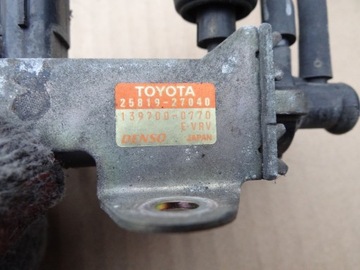 TOYOTA
25819-27040
139700-0770
E VRV
DENSO JAPAN